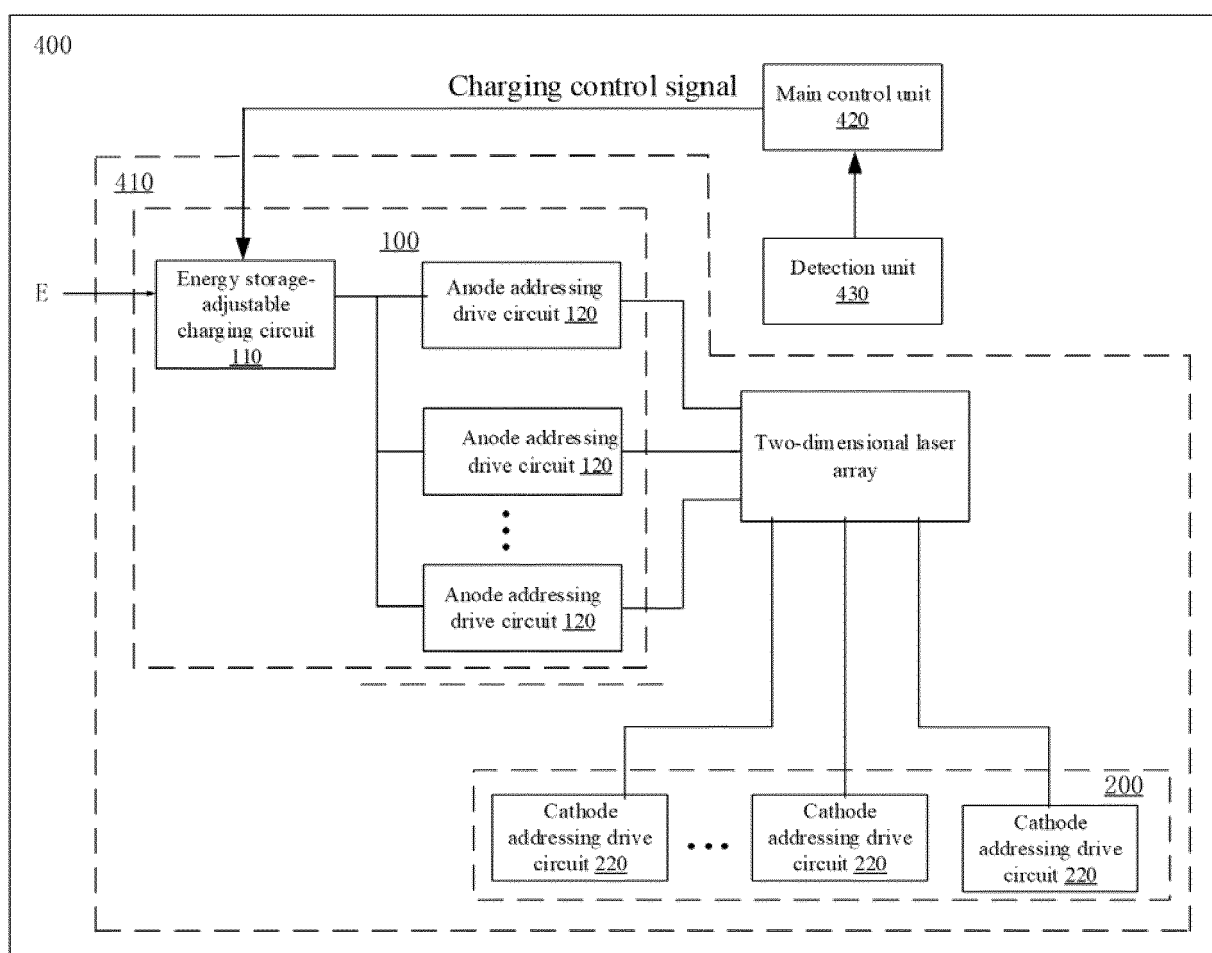 400
Charging control signal
Main control unit
420
410
100
Detection unit
430
E
Energy storage-
adjustable
charging circuit
110
Anode addressing
drive circuit 120
Anode addressing
drive circuit 120
Anode addressing
drive circuit 120
Two-dimensional laser
array
200
Cathode
addressing drive
circuit 220
Cathode
addressing drive
circuit 220
Cathode
addressing drive
circuit 220